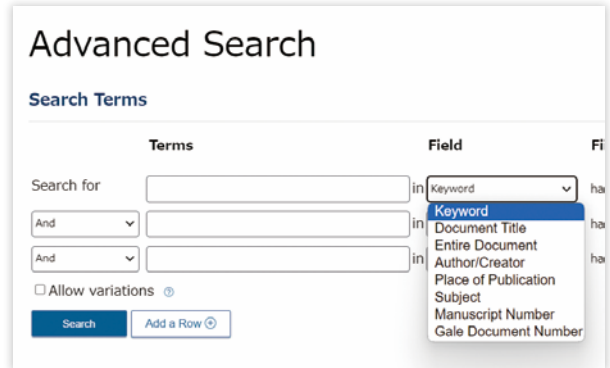 Advanced Search
Search Terms
Terms Field Fi
Search for in Keyword ha
Keyword
And in ha
Document Title
Entire Document
And in ha
Author/Creator
Place of Publication
Allow variations
Subject
Manuscript Number
Search Add a Row
Gale Document Number